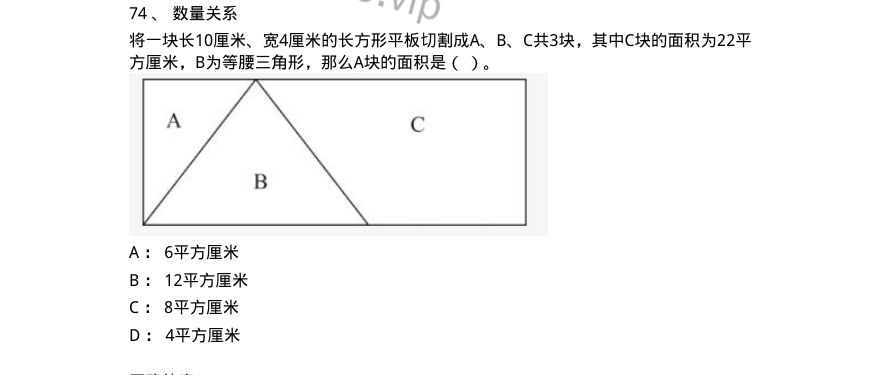 74 、 数量关系
将一块长10厘米、宽4厘米的长方形平板切割成A、B、C共3块，其中C块的面积为22平
方厘米，B为等腰三角形，那么A块的面积是（ ）。
A
C
B
A ： 6平方厘米
B ： 12平方厘米
C ： 8平方厘米
D ： 4平方厘米